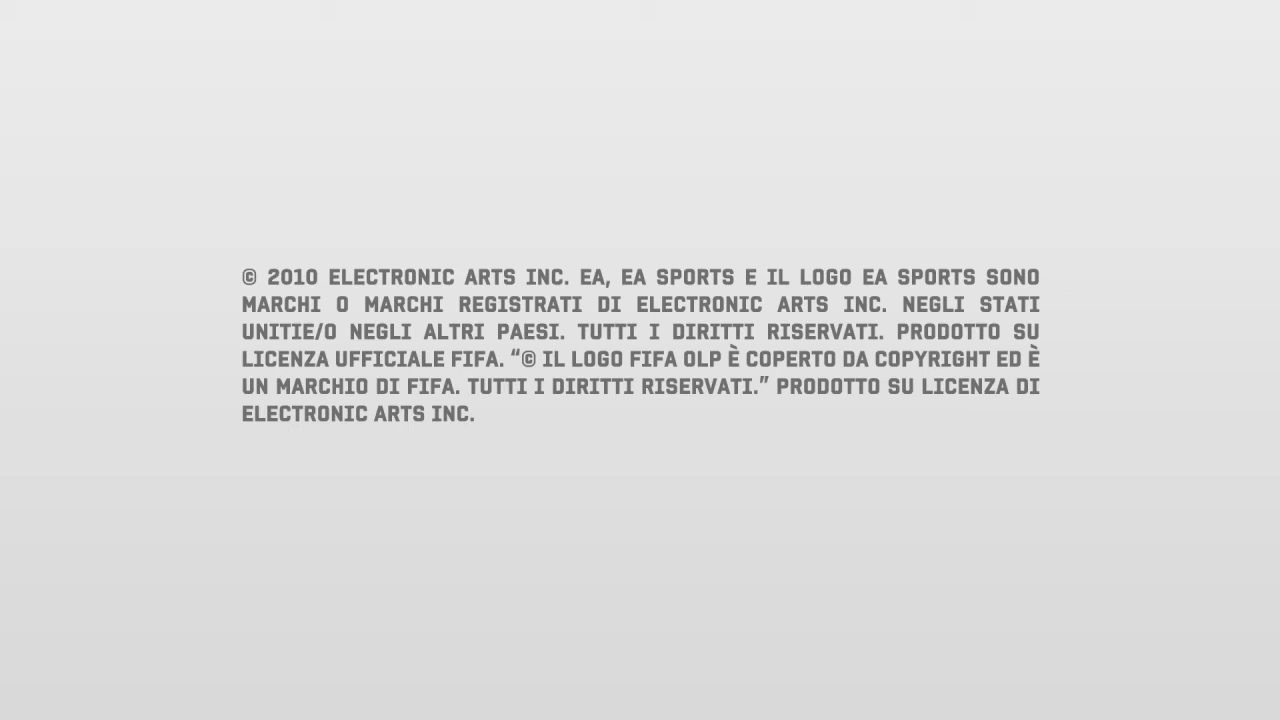 © 2010 ELECTRONIC ARTS INC. EA, EA SPORTS E IL LOGO EA SPORTS SONO
MARCHI O MARCHI REGISTRATI DI ELECTRONIC ARTS INC. NEGLI STATI
UNITIE/O NEGLI ALTRI PAESI. TUTTI I DIRITTI RISERVATI. PRODOTTO SU
LICENZA UFFICIALE FIFA. “© IL LOGO FIFA OLP È COPERTO DA COPYRIGHT ED È
UN MARCHIO DI FIFA. TUTTI I DIRITTI RISERVATI.” PRODOTTO SU LICENZA DI
ELECTRONIC ARTS INC.